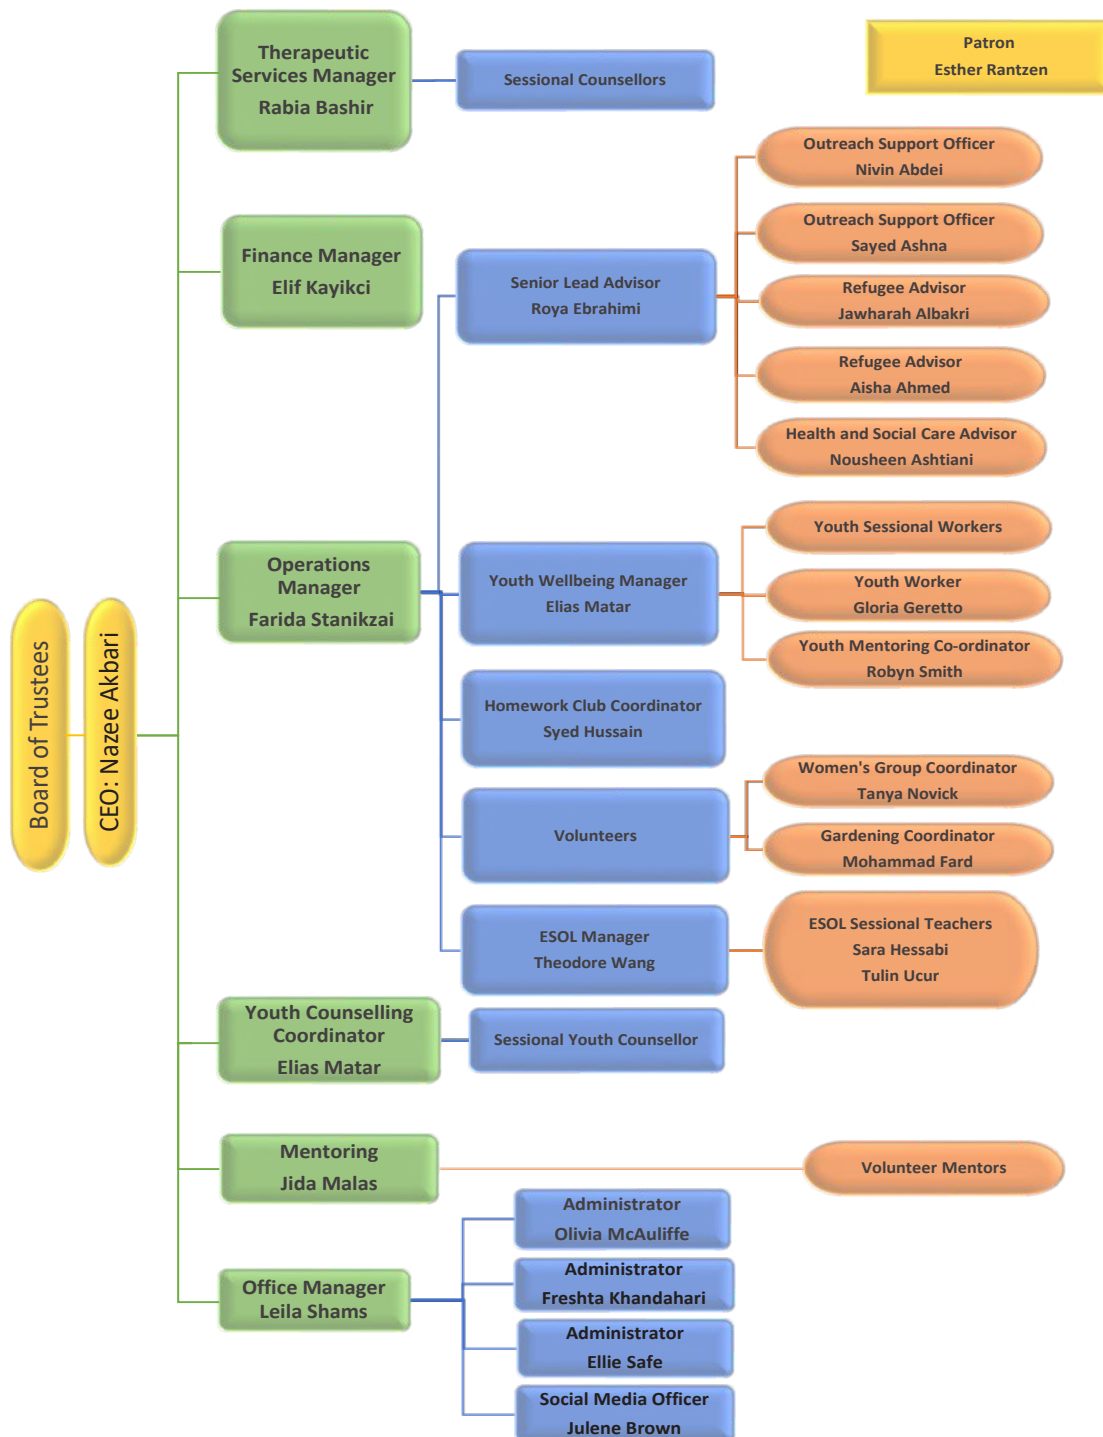 Board of Trustees
CEO: Nazee Akbari
Patron
Esther Rantzen
Therapeutic
Services Manager
Rabia Bashir
Sessional Counsellors
Finance Manager
Elif Kayikci
Operations
Manager
Farida Stanikzai
Senior Lead Advisor
Roya Ebrahimi
Outreach Support Officer
Nivin Abdei
Outreach Support Officer
Sayed Ashna
Refugee Advisor
Jawharah Albakri
Refugee Advisor
Aisha Ahmed
Health and Social Care Advisor
Nousheen Ashtiani
Youth Wellbeing Manager
Elias Matar
Youth Sessional Workers
Youth Worker
Gloria Geretto
Youth Mentoring Co-ordinator
Robyn Smith
Homework Club Coordinator
Syed Hussain
Volunteers
Women's Group Coordinator
Tanya Novick
Gardening Coordinator
Mohammad Fard
ESOL Manager
Theodore Wang
ESOL Sessional Teachers
Sara Hessabi
Tulin Ucur
Youth Counselling
Coordinator
Elias Matar
Sessional Youth Counsellor
Mentoring
Jida Malas
Volunteer Mentors
Office Manager
Leila Shams
Administrator
Olivia McAuliffe
Administrator
Freshta Khandahari
Administrator
Ellie Safe
Social Media Officer
Julene Brown